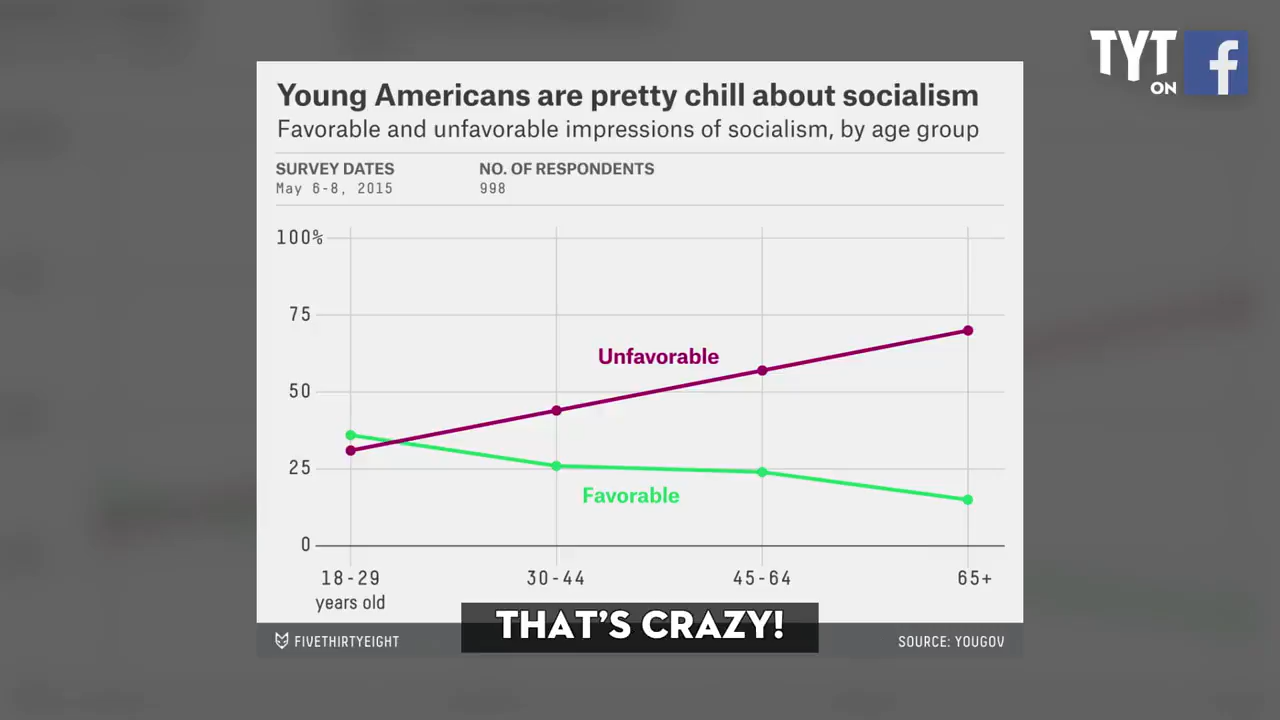 TYT
ON
Young Americans are pretty chill about socialism
Favorable and unfavorable impressions of socialism, by age group
SURVEY DATES NO. OF RESPONDENTS
May 6-8, 2015 998
100%
75
Unfavorable
50
25
Favorable
0
18-29 30-44 45-64 65+
years old
THAT'S CRAZY!
FIVETHIRTYEIGHT SOURCE: YOUGOV